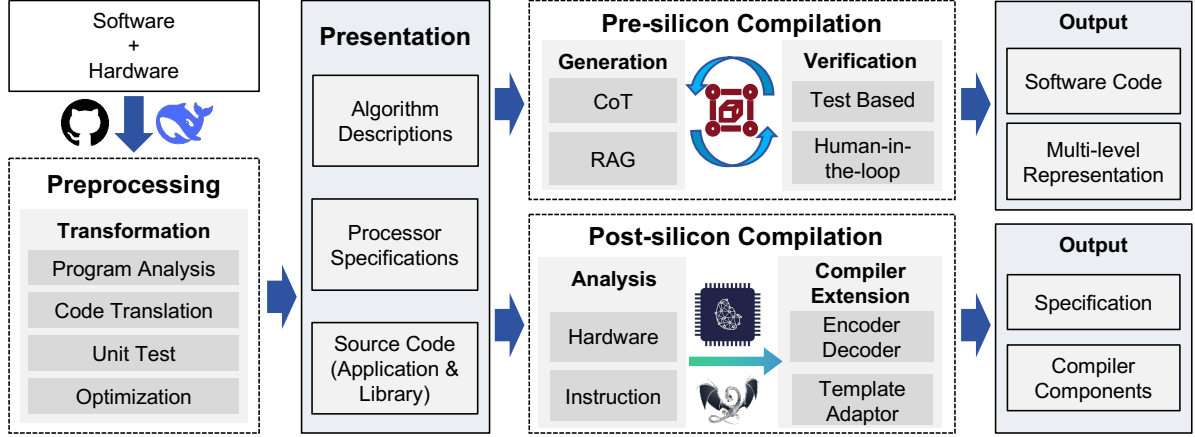 Software
+
Hardware
Preprocessing
Transformation
Program Analysis
Code Translation
Unit Test
Optimization
Presentation
Algorithm
Descriptions
Processor
Specifications
Source Code
(Application &
Library)
Pre-silicon Compilation
Generation
CoT
RAG
Verification
Test Based
Human-in-
the-loop
Output
Software Code
Multi-level
Representation
Post-silicon Compilation
Analysis
Hardware
Instruction
Compiler
Extension
Encoder
Decoder
Template
Adaptor
Output
Specification
Compiler
Components